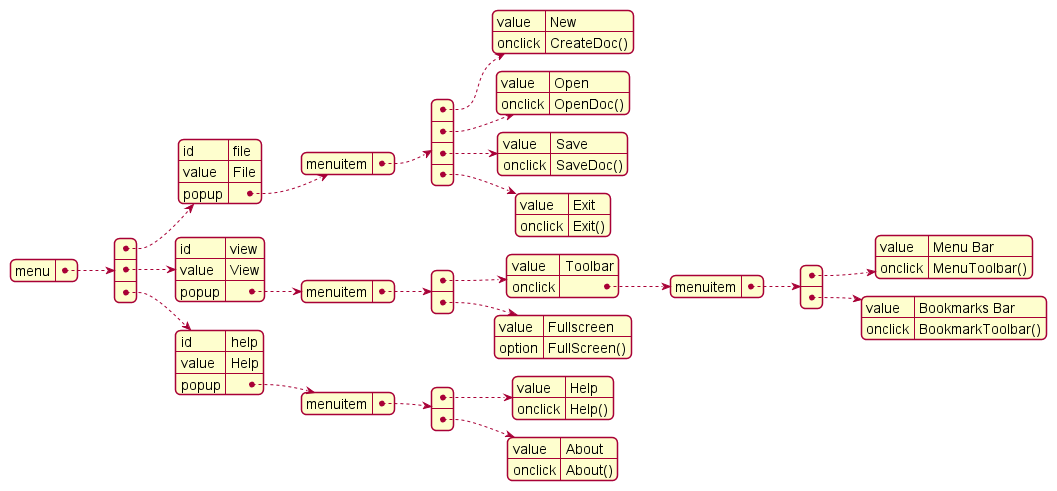 value New
onclick CreateDoc()
value Open
onclick OpenDoc()
id file
value File
popup
menuitem
value Save
onclick SaveDoc()
value Exit
onclick Exit()
menu
id view
value View
popup
menuitem
value Toolbar
onclick
menuitem
value Menu Bar
onclick MenuToolbar()
value Bookmarks Bar
onclick BookmarkToolbar()
value Fullscreen
option FullScreen()
id help
value Help
popup
menuitem
value Help
onclick Help()
value About
onclick About()